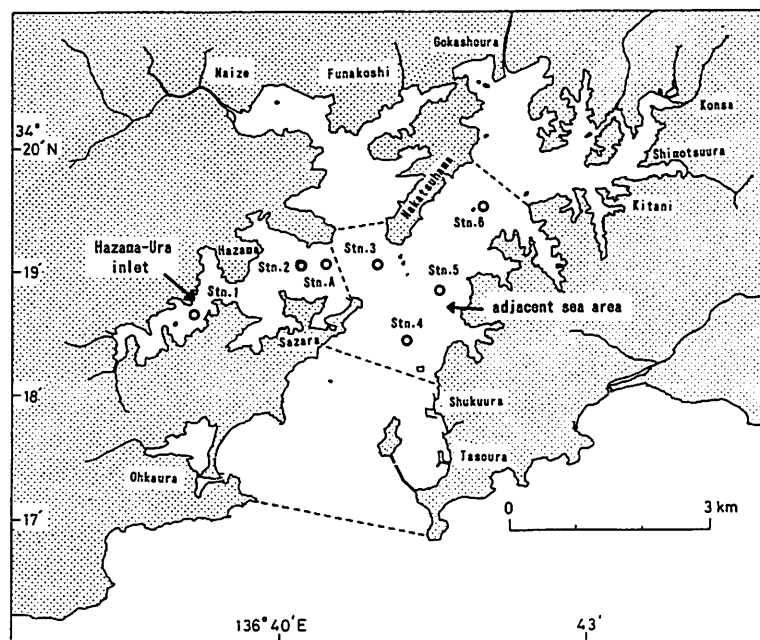 Gokashoura
Naize
Funakoshi
Konsa
34°
20'N
Shimotsuura
Nakatsuhama
Kitani
Stn.6
Hazama-Ura
inlet
Hazama
19'
Stn.2
Stn.A
Stn.3
Stn.5
Stn.1
adjacent sea area
Stn.4
Sazara
18'
Shukuura
Tasoura
Ohkaura
17'
0 3 km
136°40'E 43'